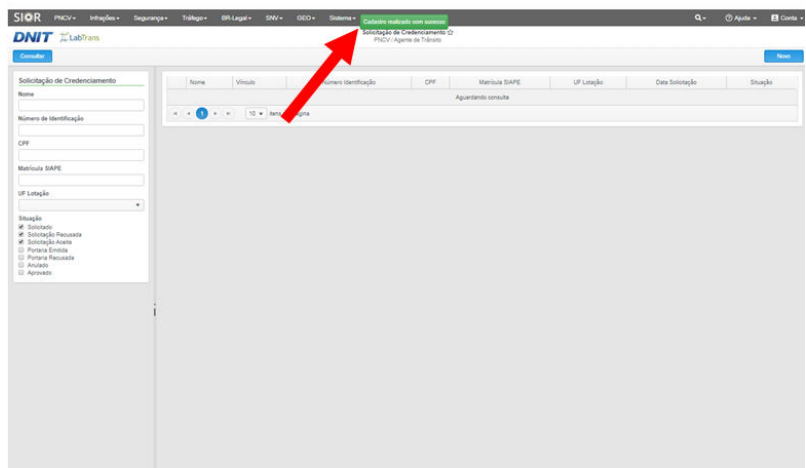 SIOR PNCV Infrações Segurança Tráfego BR-Legal SNV GEO Sistema Cadastro realizado com sucesso Ajuda Conta
DNIT LabTrans Solicitação de Credenciamento
PNCV / Agente de Trânsito
Consultar Novo
Solicitação de Credenciamento
Nome
Número de Identificação
CPF
Matrícula SIAPE
UF Lotação
Situação
Solicitado
Solicitação Recusada
Solicitação Aceita
Portaria Emitida
Portaria Recusada
Anulado
Aprovado
Nome Vínculo Número Identificação CPF Matrícula SIAPE UF Lotação Data Solicitação Situação
Aguardando consulta
1 10 itens página